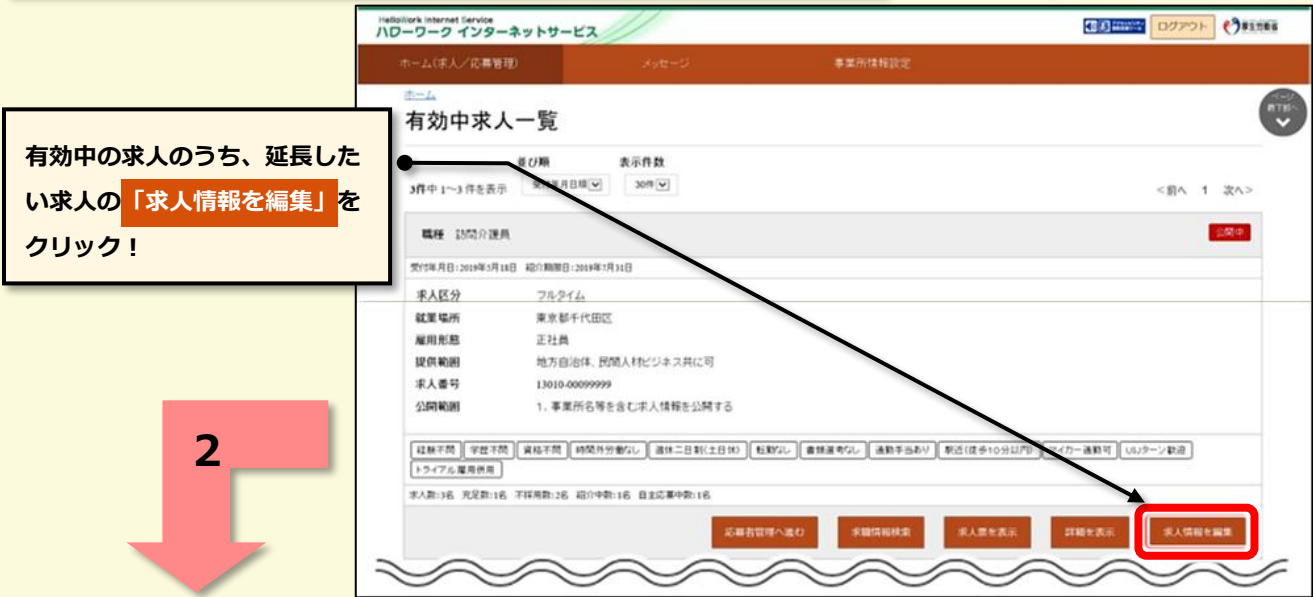 HelloWork Internet Service
ハローワーク インターネットサービス
ログアウト
厚生労働省
ホーム(求人/応募管理) メッセージ 事業所情報設定
ホーム
有効中求人一覧
有効中の求人のうち、延長した
い求人の「求人情報を編集」を
クリック!
並び順 表示件数
3件中 1~3 件を表示 受付年月日順 30件
<前へ 1 次へ>
職種 訪問介護員
公開中
受付年月日:2019年5月18日 紹介期限日:2019年7月31日
求人区分 フルタイム
就業場所 東京都千代田区
雇用形態 正社員
提供範囲 地方自治体、民間人材ビジネス共に可
求人番号 13010-00099999
公開範囲 1. 事業所名等を含む求人情報を公開する
経験不問 学歴不問 資格不問 時間外労働なし 週休二日制(土日休) 転勤なし 書類選考なし 通勤手当あり 駅近(徒歩10分以内) マイカー通勤可 UIJターン歓迎
トライアル雇用併用
求人数:3名 充足数:1名 不採用数:2名 紹介中数:1名 自主応募中数:1名
応募者管理へ進む 求職情報検索 求人票を表示 詳細を表示 求人情報を編集
2